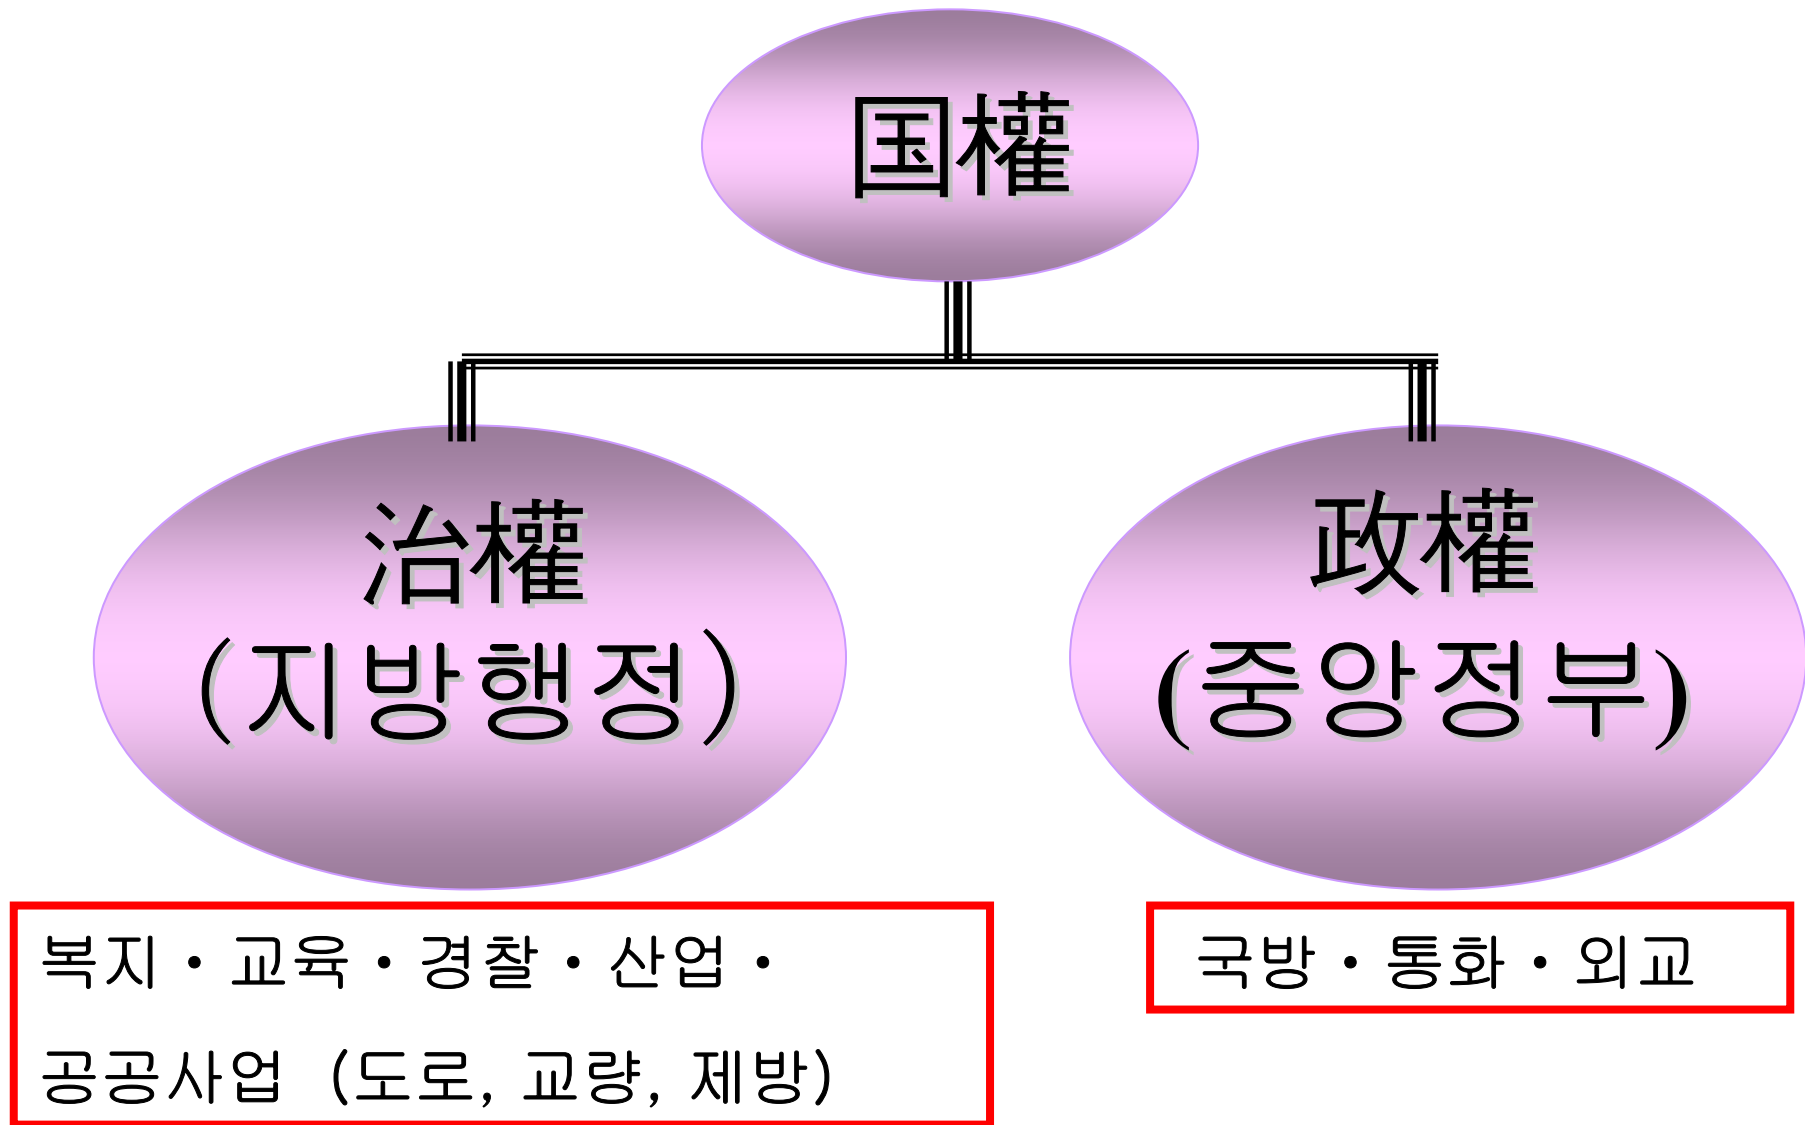 国權
治權
(지방행정)
政權
(중앙정부)
복지・교육・경찰・산업・
공공사업 (도로, 교량, 제방)
국방・통화・외교